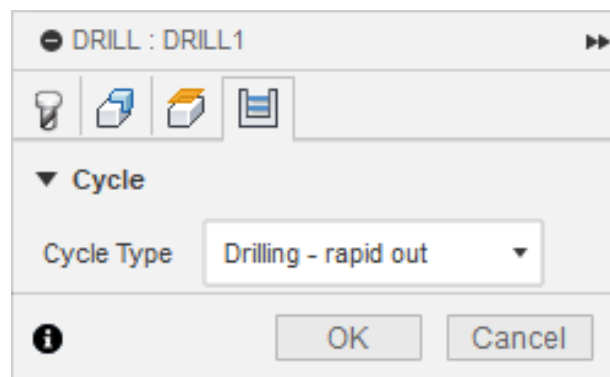 DRILL : DRILL1
Cycle
Cycle Type Drilling - rapid out
OK Cancel